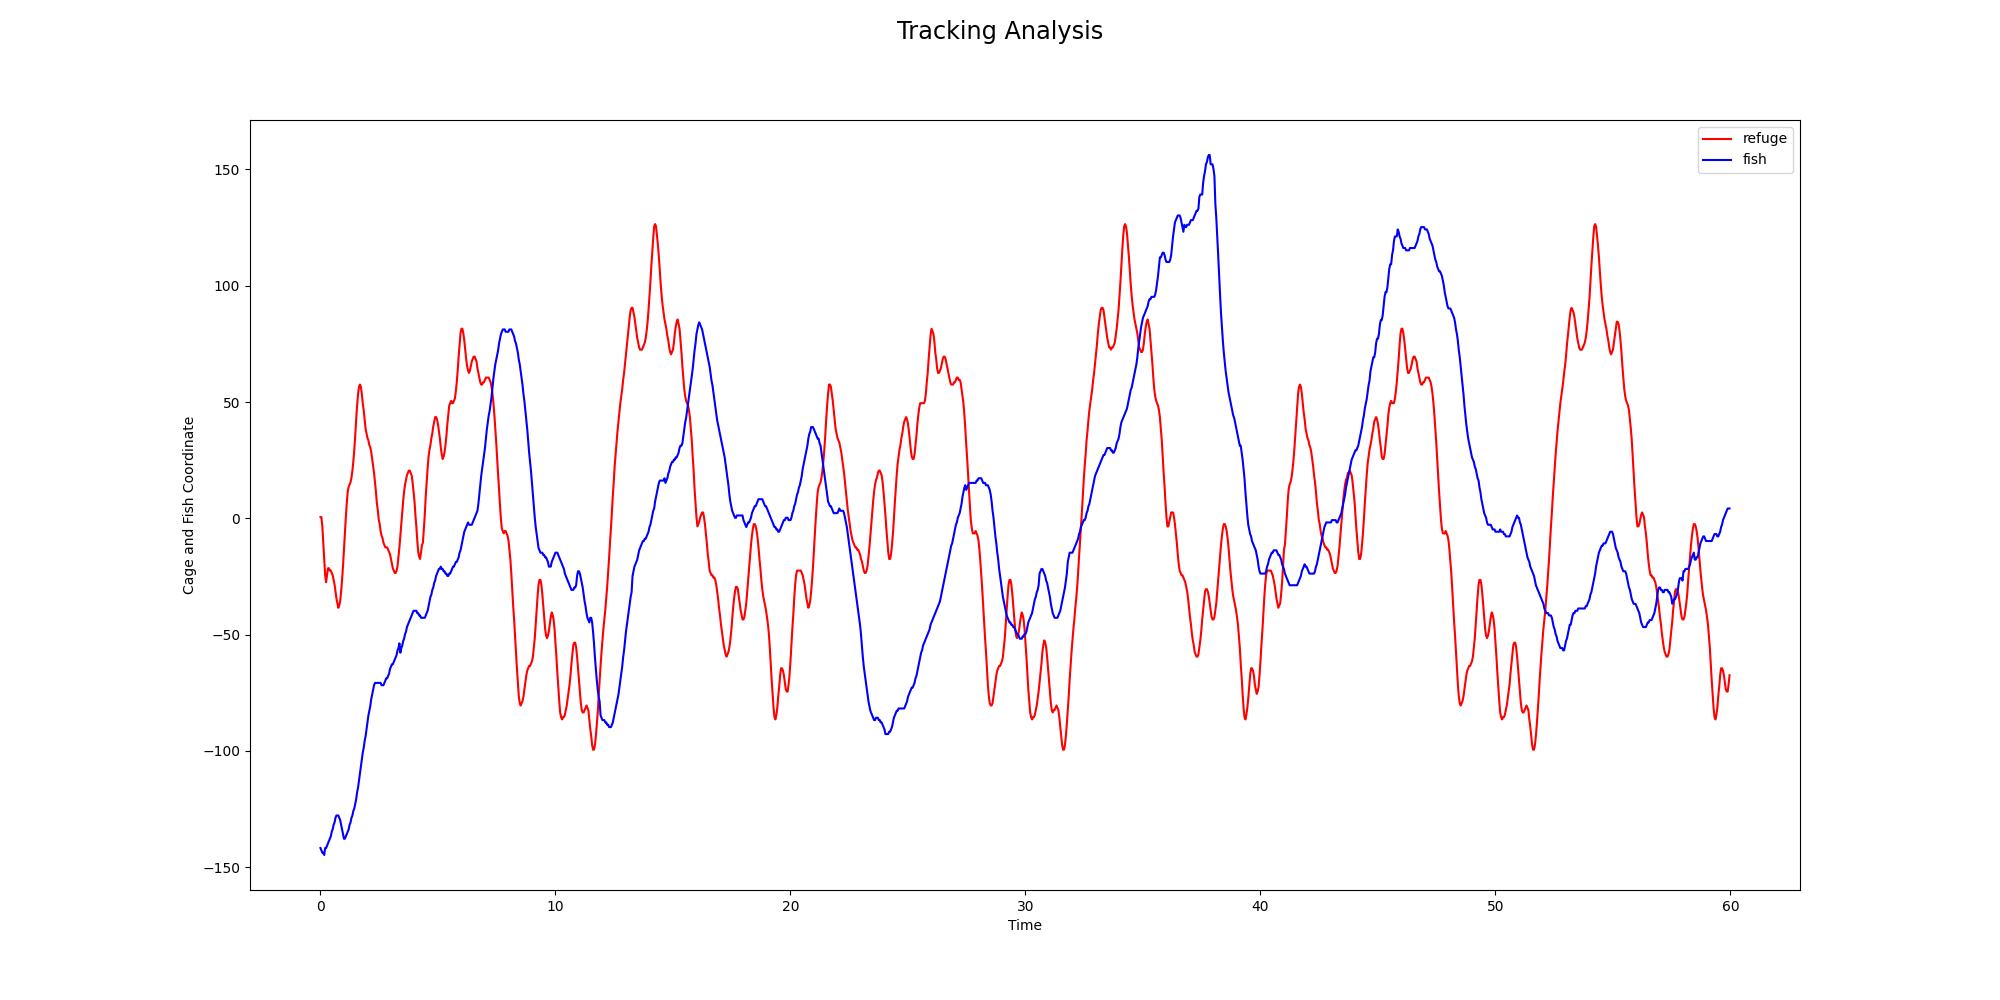 Tracking Analysis
refuge
fish
Cage and Fish Coordinate
150
100
50
0
−50
−100
−150
0 10 20 30 40 50 60
Time